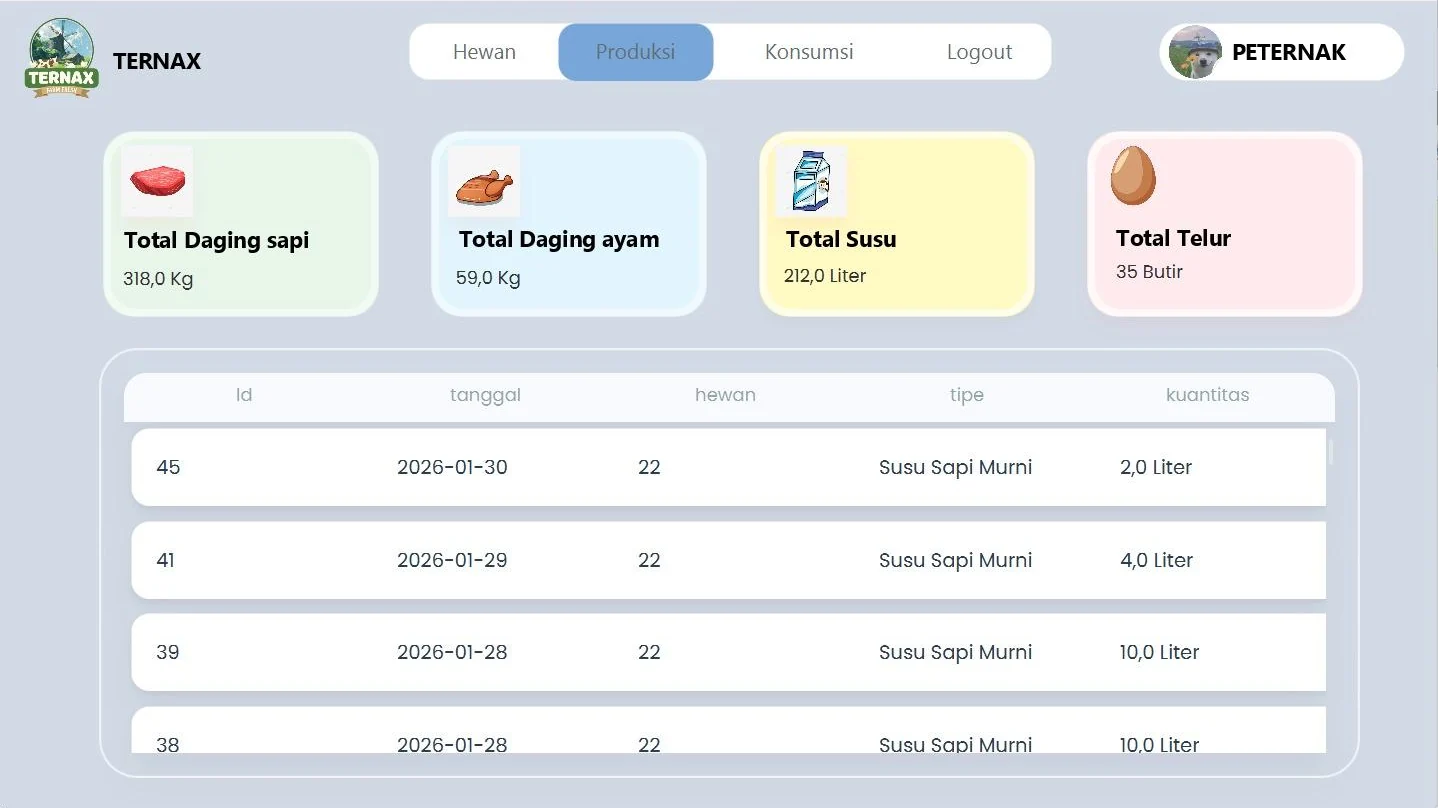 TERNAX
FARM FRESH
TERNAX
Hewan Produksi Konsumsi Logout
PETERNAK
Total Daging sapi
318,0 Kg
Total Daging ayam
59,0 Kg
Total Susu
212,0 Liter
Total Telur
35 Butir
Id tanggal hewan tipe kuantitas
45 2026-01-30 22 Susu Sapi Murni 2,0 Liter
41 2026-01-29 22 Susu Sapi Murni 4,0 Liter
39 2026-01-28 22 Susu Sapi Murni 10,0 Liter
38 2026-01-28 22 Susu Sapi Murni 10,0 Liter